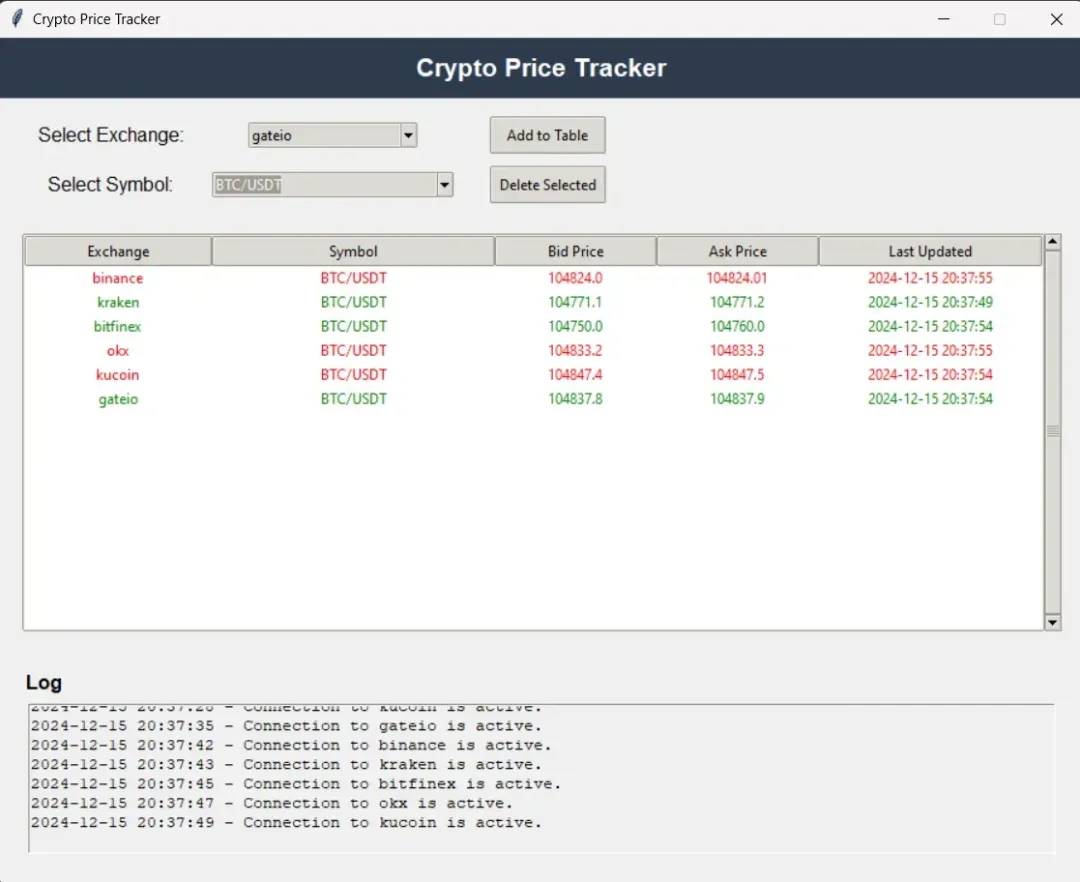 Crypto Price Tracker
Crypto Price Tracker
Select Exchange: gateio Add to Table
Select Symbol: BTC/USDT Delete Selected
Exchange Symbol Bid Price Ask Price Last Updated
binance BTC/USDT 104824.0 104824.01 2024-12-15 20:37:55
kraken BTC/USDT 104771.1 104771.2 2024-12-15 20:37:49
bitfinex BTC/USDT 104750.0 104760.0 2024-12-15 20:37:54
okx BTC/USDT 104833.2 104833.3 2024-12-15 20:37:55
kucoin BTC/USDT 104847.4 104847.5 2024-12-15 20:37:54
gateio BTC/USDT 104837.8 104837.9 2024-12-15 20:37:54
Log
2024-12-15 - Connection to kucoin is active.
2024-12-15 20:37:35 - Connection to gateio is active.
2024-12-15 20:37:42 - Connection to binance is active.
2024-12-15 20:37:43 - Connection to kraken is active.
2024-12-15 20:37:45 - Connection to bitfinex is active.
2024-12-15 20:37:47 - Connection to okx is active.
2024-12-15 20:37:49 - Connection to kucoin is active.